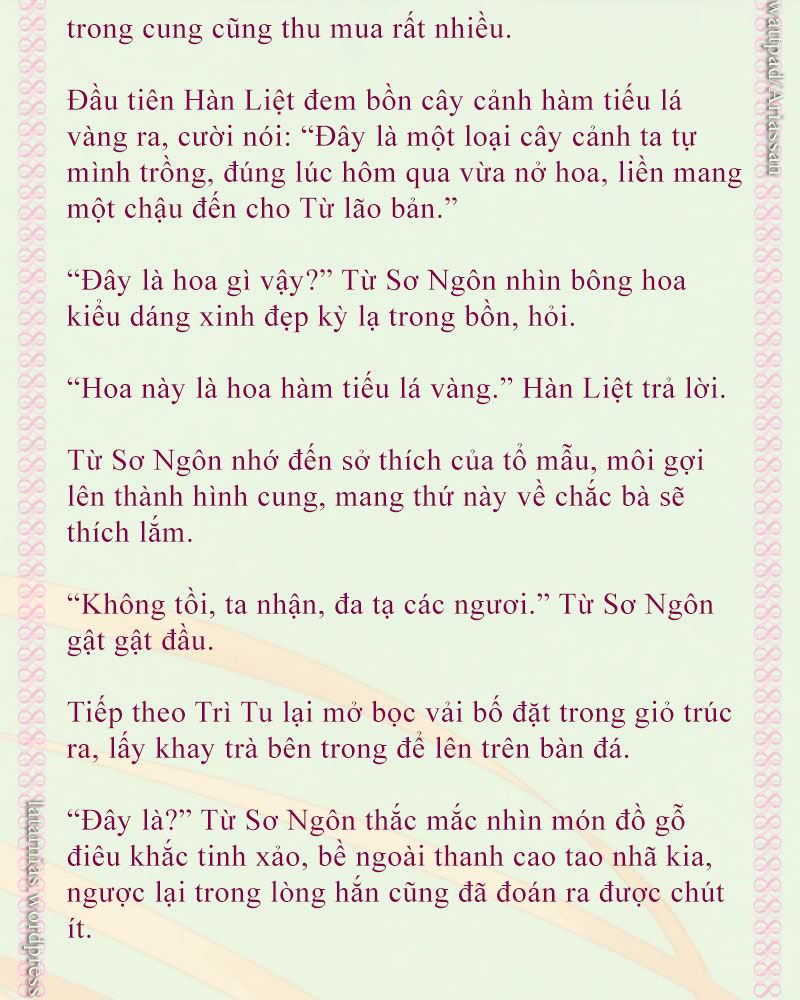 trong cung cũng thu mua rất nhiều.
Đầu tiên Hàn Liệt đem bồn cây cảnh hàm tiếu lá
vàng ra, cười nói: “Đây là một loại cây cảnh ta tự
mình trồng, đúng lúc hôm qua vừa nở hoa, liền mang
một chậu đến cho Từ lão bản.”
“Đây là hoa gì vậy?” Từ Sơ Ngôn nhìn bông hoa
kiểu dáng xinh đẹp kỳ lạ trong bồn, hỏi.
“Hoa này là hoa hàm tiếu lá vàng.” Hàn Liệt trả lời.
Từ Sơ Ngôn nhớ đến sở thích của tổ mẫu, môi gợi
lên thành hình cung, mang thứ này về chắc bà sẽ
thích lắm.
“Không tồi, ta nhận, đa tạ các ngươi.” Từ Sơ Ngôn
gật gật đầu.
Tiếp theo Trì Tu lại mở bọc vải bố đặt trong giỏ trúc
ra, lấy khay trà bên trong để lên trên bàn đá.
“Đây là?” Từ Sơ Ngôn thắc mắc nhìn món đồ gỗ
điêu khắc tinh xảo, bề ngoài thanh cao tao nhã kia,
ngược lại trong lòng hắn cũng đã đoán ra được chút
ít.
wattpad/Ariassan
latarnias.wordpress